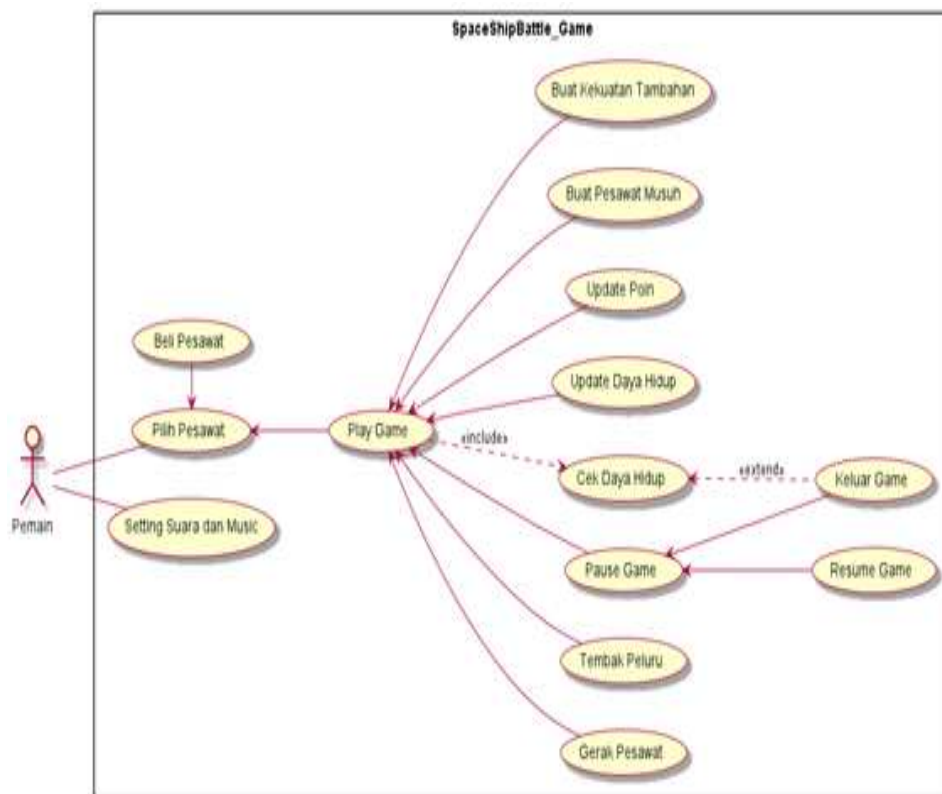 SpaceShipBattle_Game
Buat Kekuatan Tambahan
Buat Pesawat Musuh
Update Poin
Beli Pesawat
Update Daya Hidup
Pilih Pesawat
Play Game
«include»
Cek Daya Hidup
«extend»
Keluar Game
Pemain
Setting Suara dan Music
Pause Game
Resume Game
Tembak Peluru
Gerak Pesawat